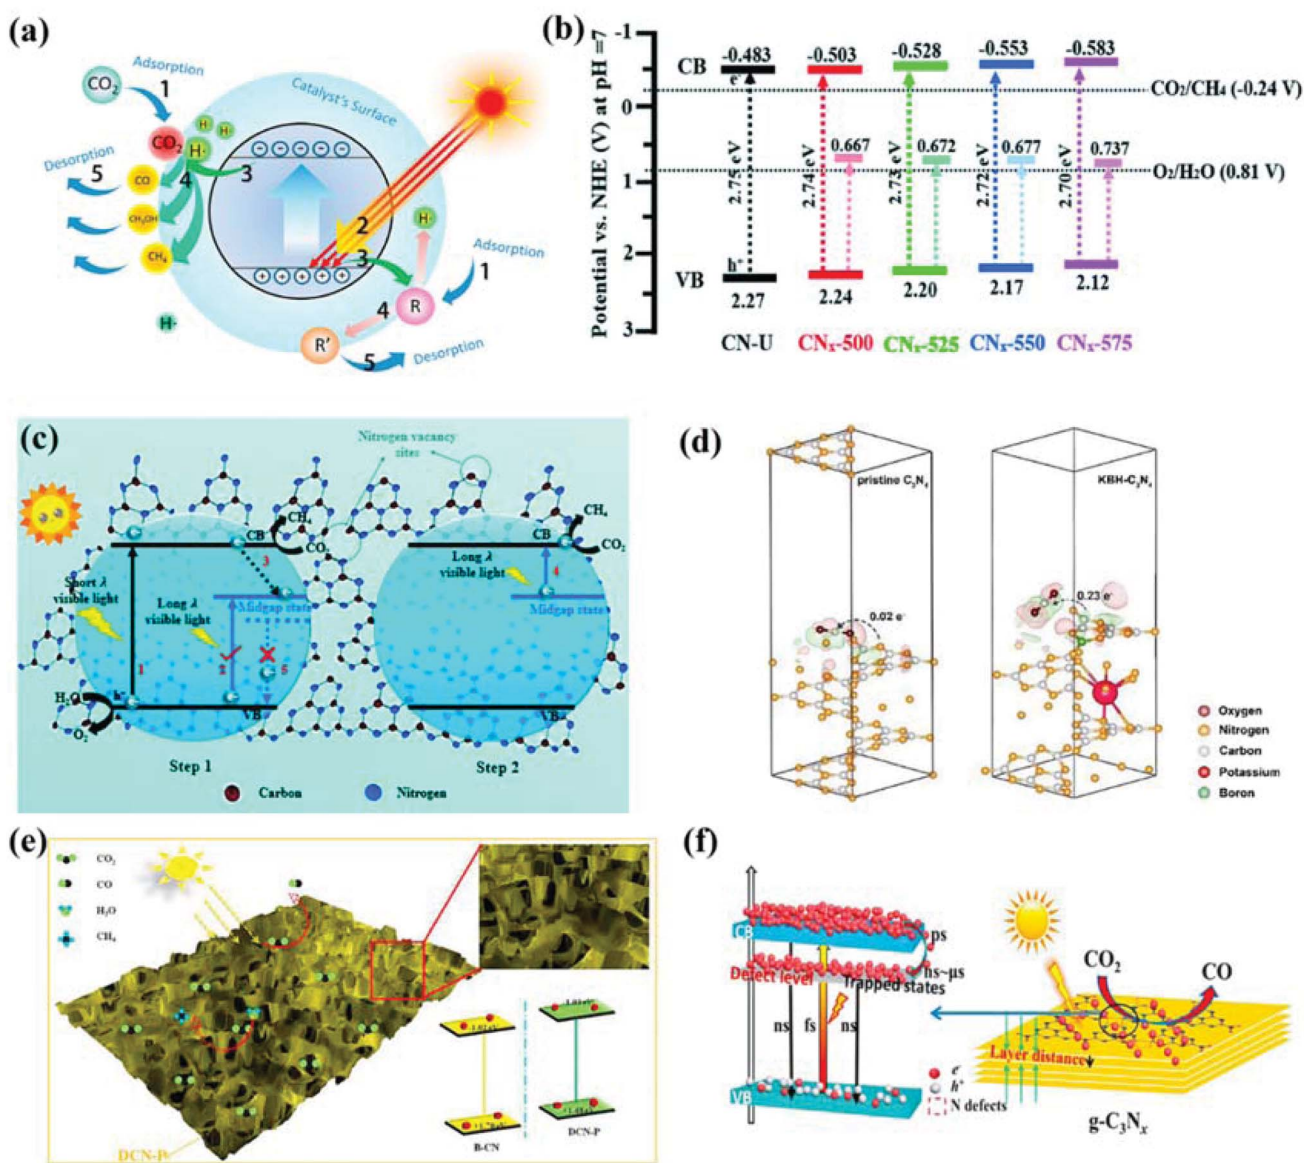 (a)
Adsorption
CO₂
1
Catalyst's Surface
H·
H·
H·
CO₂
H·
Desorption
5
4
3
CO
CH₃OH
CH₄
2
3
H·
Adsorption
1
4
R
H·
R'
5
Desorption
(b)
Potential vs. NHE (V) at pH =7
-1
0
1
2
3
CB
VB
-0.483
-0.503
-0.528
-0.553
-0.583
e⁻
CO₂/CH₄ (-0.24 V)
0.667
0.672
0.677
0.737
O₂/H₂O (0.81 V)
2.75 eV
2.74 eV
2.73 eV
2.72 eV
2.70 eV
h⁺
2.27
2.24
2.20
2.17
2.12
CN-U
CNₓ-500
CNₓ-525
CNₓ-550
CNₓ-575
(c)
Nitrogen vacancy
sites
CH₄
CB
CO₂
3
Short λ
visible light
Long λ
visible light
Midgap state
1
2
5
H₂O
h⁺
O₂
VB
Step 1
CH₄
CB
CO₂
Long λ
visible light
4
Midgap state
VB
Step 2
Carbon
Nitrogen
(d)
pristine C₃N₄
KBH-C₃N₄
0.02 e⁻
0.23 e⁻
Oxygen
Nitrogen
Carbon
Potassium
Boron
(e)
CO₂
CO
H₂O
CH₄
DCN-P
B-CN
DCN-P
(f)
CB
ps
Defect level
ns~μs
Trapped states
ns
fs
ns
VB
e⁻
h⁺
N defects
CO₂
CO
Layer distance
g-C₃Nₓ